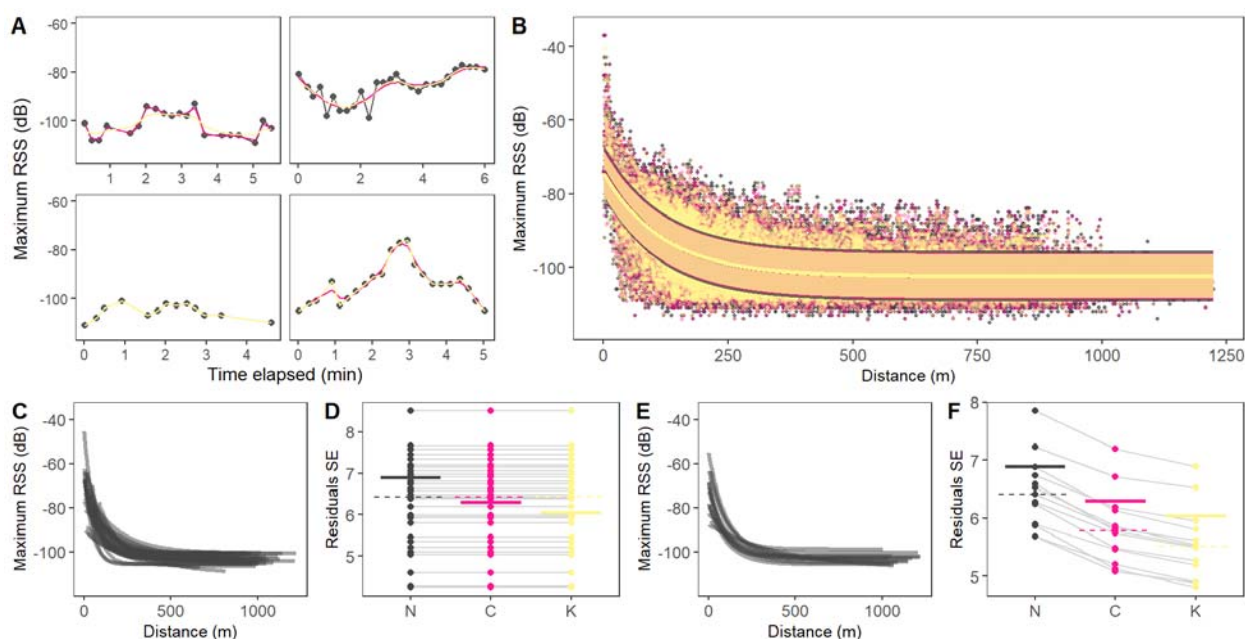 A
B
-60
-80
-100
1 2 3 4 5
0 2 4 6
-60
-80
-100
0 1 2 3 4
0 1 2 3 4 5
Maximum RSS (dB)
Time elapsed (min)
-40
-60
-80
-100
Maximum RSS (dB)
0 250 500 750 1000 1250
Distance (m)
C
-40
-60
-80
-100
Maximum RSS (dB)
0 500 1000
Distance (m)
D
8
7
6
5
Residuals SE
N C K
E
-40
-60
-80
-100
Maximum RSS (dB)
0 500 1000
Distance (m)
F
8
7
6
5
Residuals SE
N C K